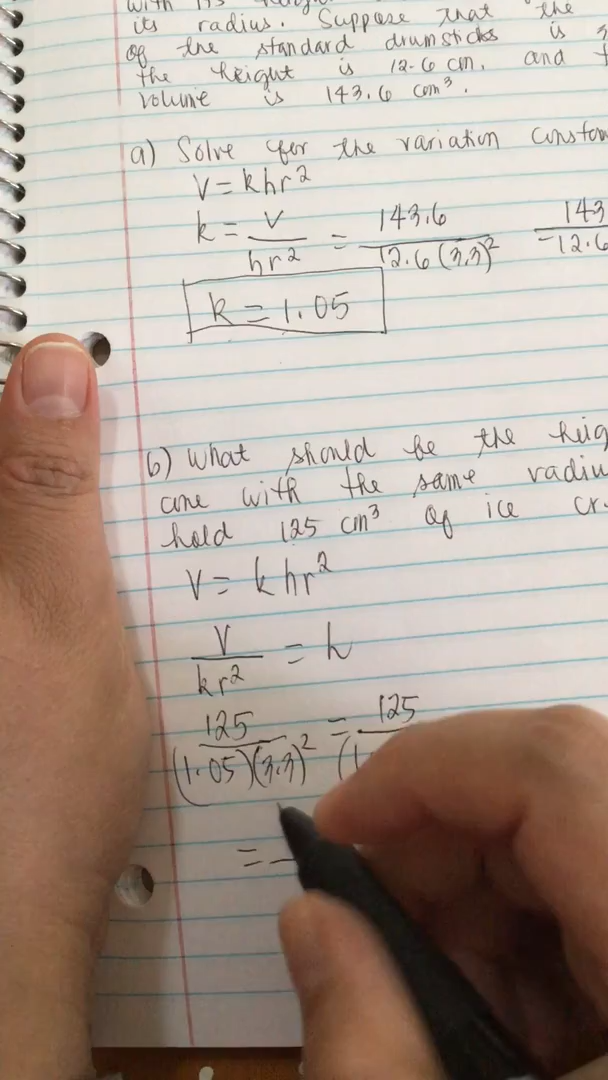 its radius. Suppose that the
of the standard drumsticks is
the height is 12.6 cm. and
volume is 143.6 cm³.
a) Solve for the variation
V = khr²
k = V/hr² = 143.6/12.6(3.3)²
k = 1.05
b) What should be the
cone with the same
hold 125 cm³ of ice
V = khr²
V/kr² = h
125/(1.05)(3.3)² = 125
=